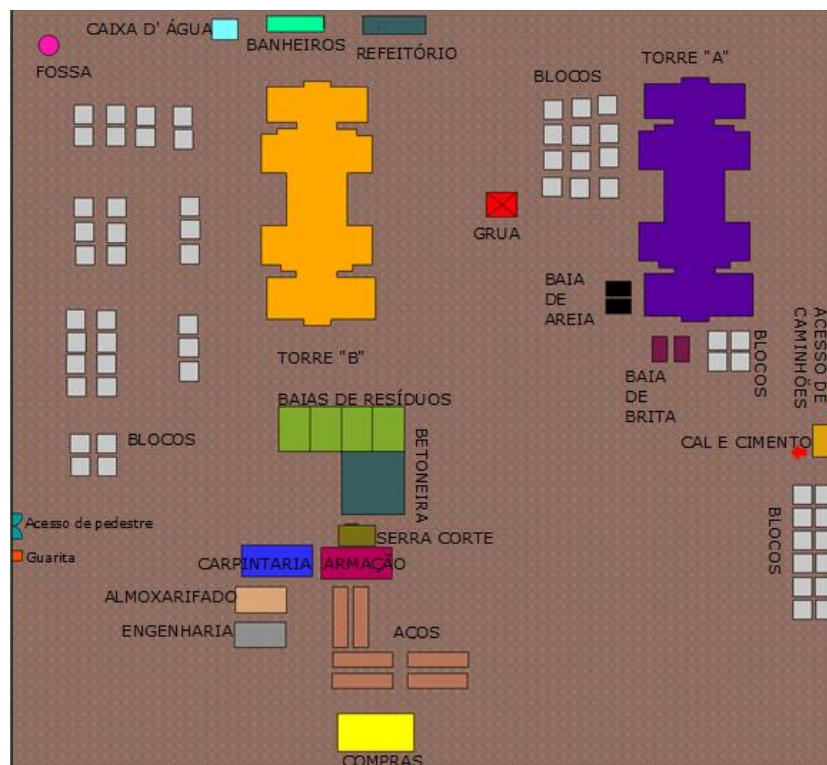 CAIXA D' ÁGUA
BANHEIROS
REFEITÓRIO
FOSSA
TORRE "A"
BLOCOS
GRUA
BAIA
DE
AREIA
BLOCOS
ACESSO DE
CAMINHÕES
TORRE "B"
BAIA
DE
BRITA
BAIAS DE RESÍDUOS
BETONEIRA
BLOCOS
CAL E CIMENTO
BLOCOS
Acesso de pedestre
SERRA CORTE
Guarita
CARPINTARIA
ARMAÇÃO
ALMOXARIFADO
ENGENHARIA
AÇOS
COMPRAS